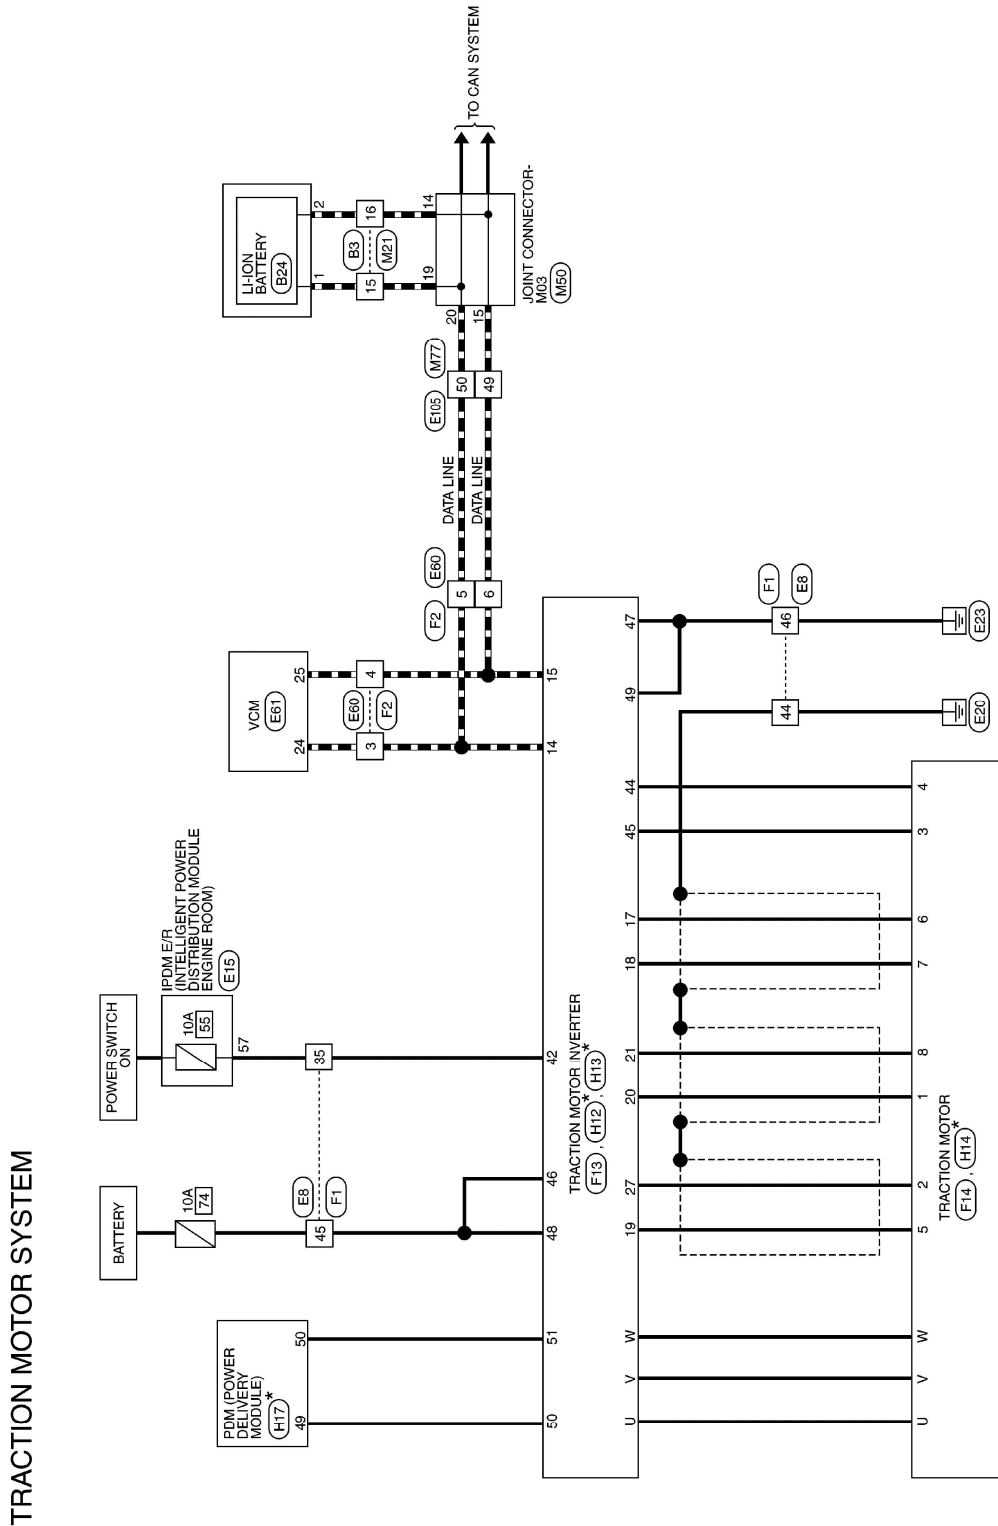 TRACTION MOTOR SYSTEM
BATTERY
10A
74
E8
F1
45
POWER SWITCH
ON
IPDM E/R
(INTELLIGENT POWER
DISTRIBUTION MODULE
ENGINE ROOM)
E15
10A
55
57
35
PDM (POWER
DELIVERY
MODULE) *
H17
49
50
VCM
E61
24
25
3
E60
F2
4
LI-ION
BATTERY
B24
1
2
15
B3
M21
16
19
14
20
15
JOINT CONNECTOR-
M03
M50
TO CAN SYSTEM
F2
E60
5
6
DATA LINE
DATA LINE
E105
M77
50
49
50
51
48
46
42
14
15
TRACTION MOTOR INVERTER
F13 , H12 * , H13 *
U
V
W
19
27
20
21
18
17
45
44
49
47
44
46
F1
E8
E20
E23
U
V
W
5
2
1
8
7
6
3
4
TRACTION MOTOR
F14 , H14 *